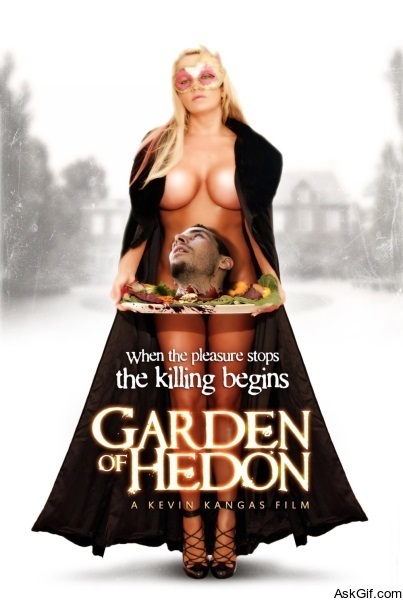 When the pleasure stops
the killing begins
GARDEN
OF HEDON
A KEVIN KANGAS FILM
AskGif.com